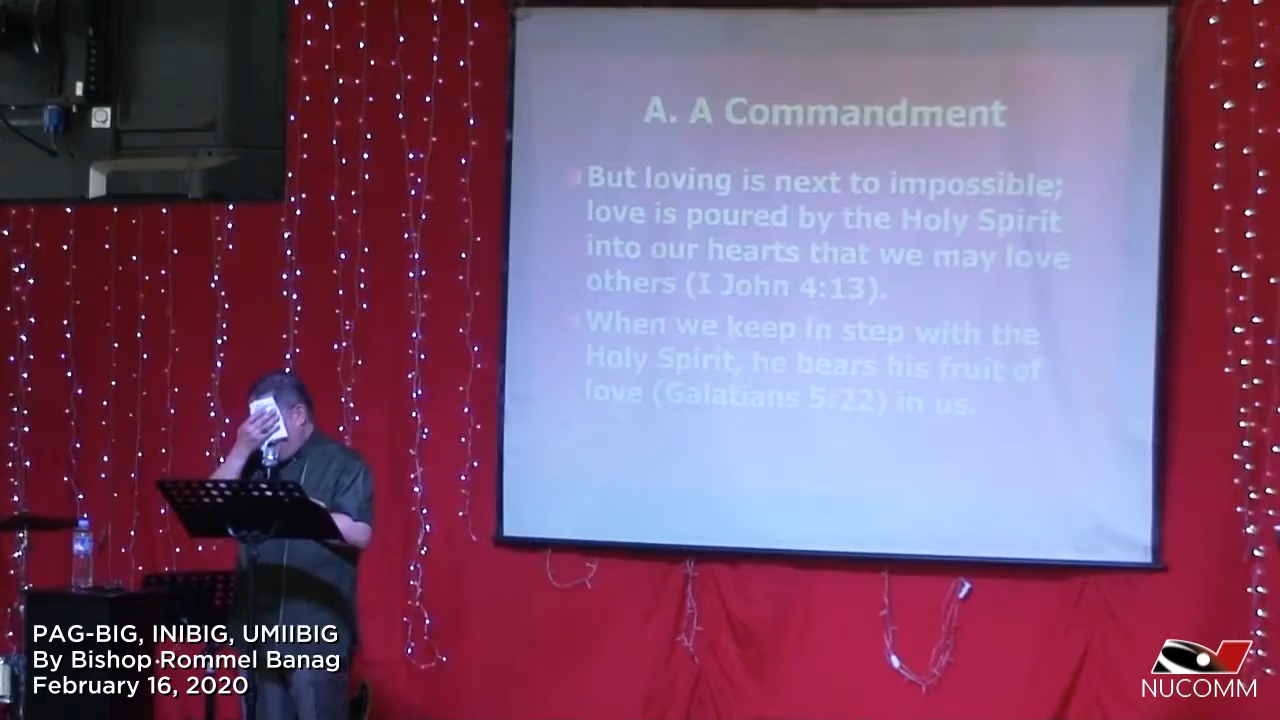 A. A Commandment
But loving is next to impossible;
love is poured by the Holy Spirit
into our hearts that we may love
others (I John 4:13).
When we keep in step with the
Holy Spirit, he bears his fruit of
love (Galatians 5:22) in us.
PAG-BIG, INIBIG, UMIIBIG
By Bishop Rommel Banag
February 16, 2020
NUCOMM